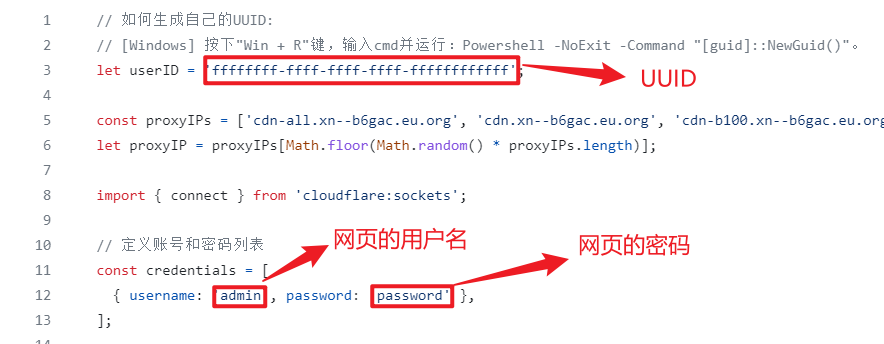 1 // 如何生成自己的UUID:
2 // [Windows] 按下"Win + R"键，输入cmd并运行：Powershell -NoExit -Command "[guid]::NewGuid()"。
3 let userID = 'ffffffff-ffff-ffff-ffff-ffffffffffff'; UUID
4
5 const proxyIPs = ['cdn-all.xn--b6gac.eu.org', 'cdn.xn--b6gac.eu.org', 'cdn-b100.xn--b6gac.eu.org
6 let proxyIP = proxyIPs[Math.floor(Math.random() * proxyIPs.length)];
7
8 import { connect } from 'cloudflare:sockets';
9
网页的用户名 网页的密码
10 // 定义账号和密码列表
11 const credentials = [
12 { username: 'admin', password: 'password' },
13 ];
14